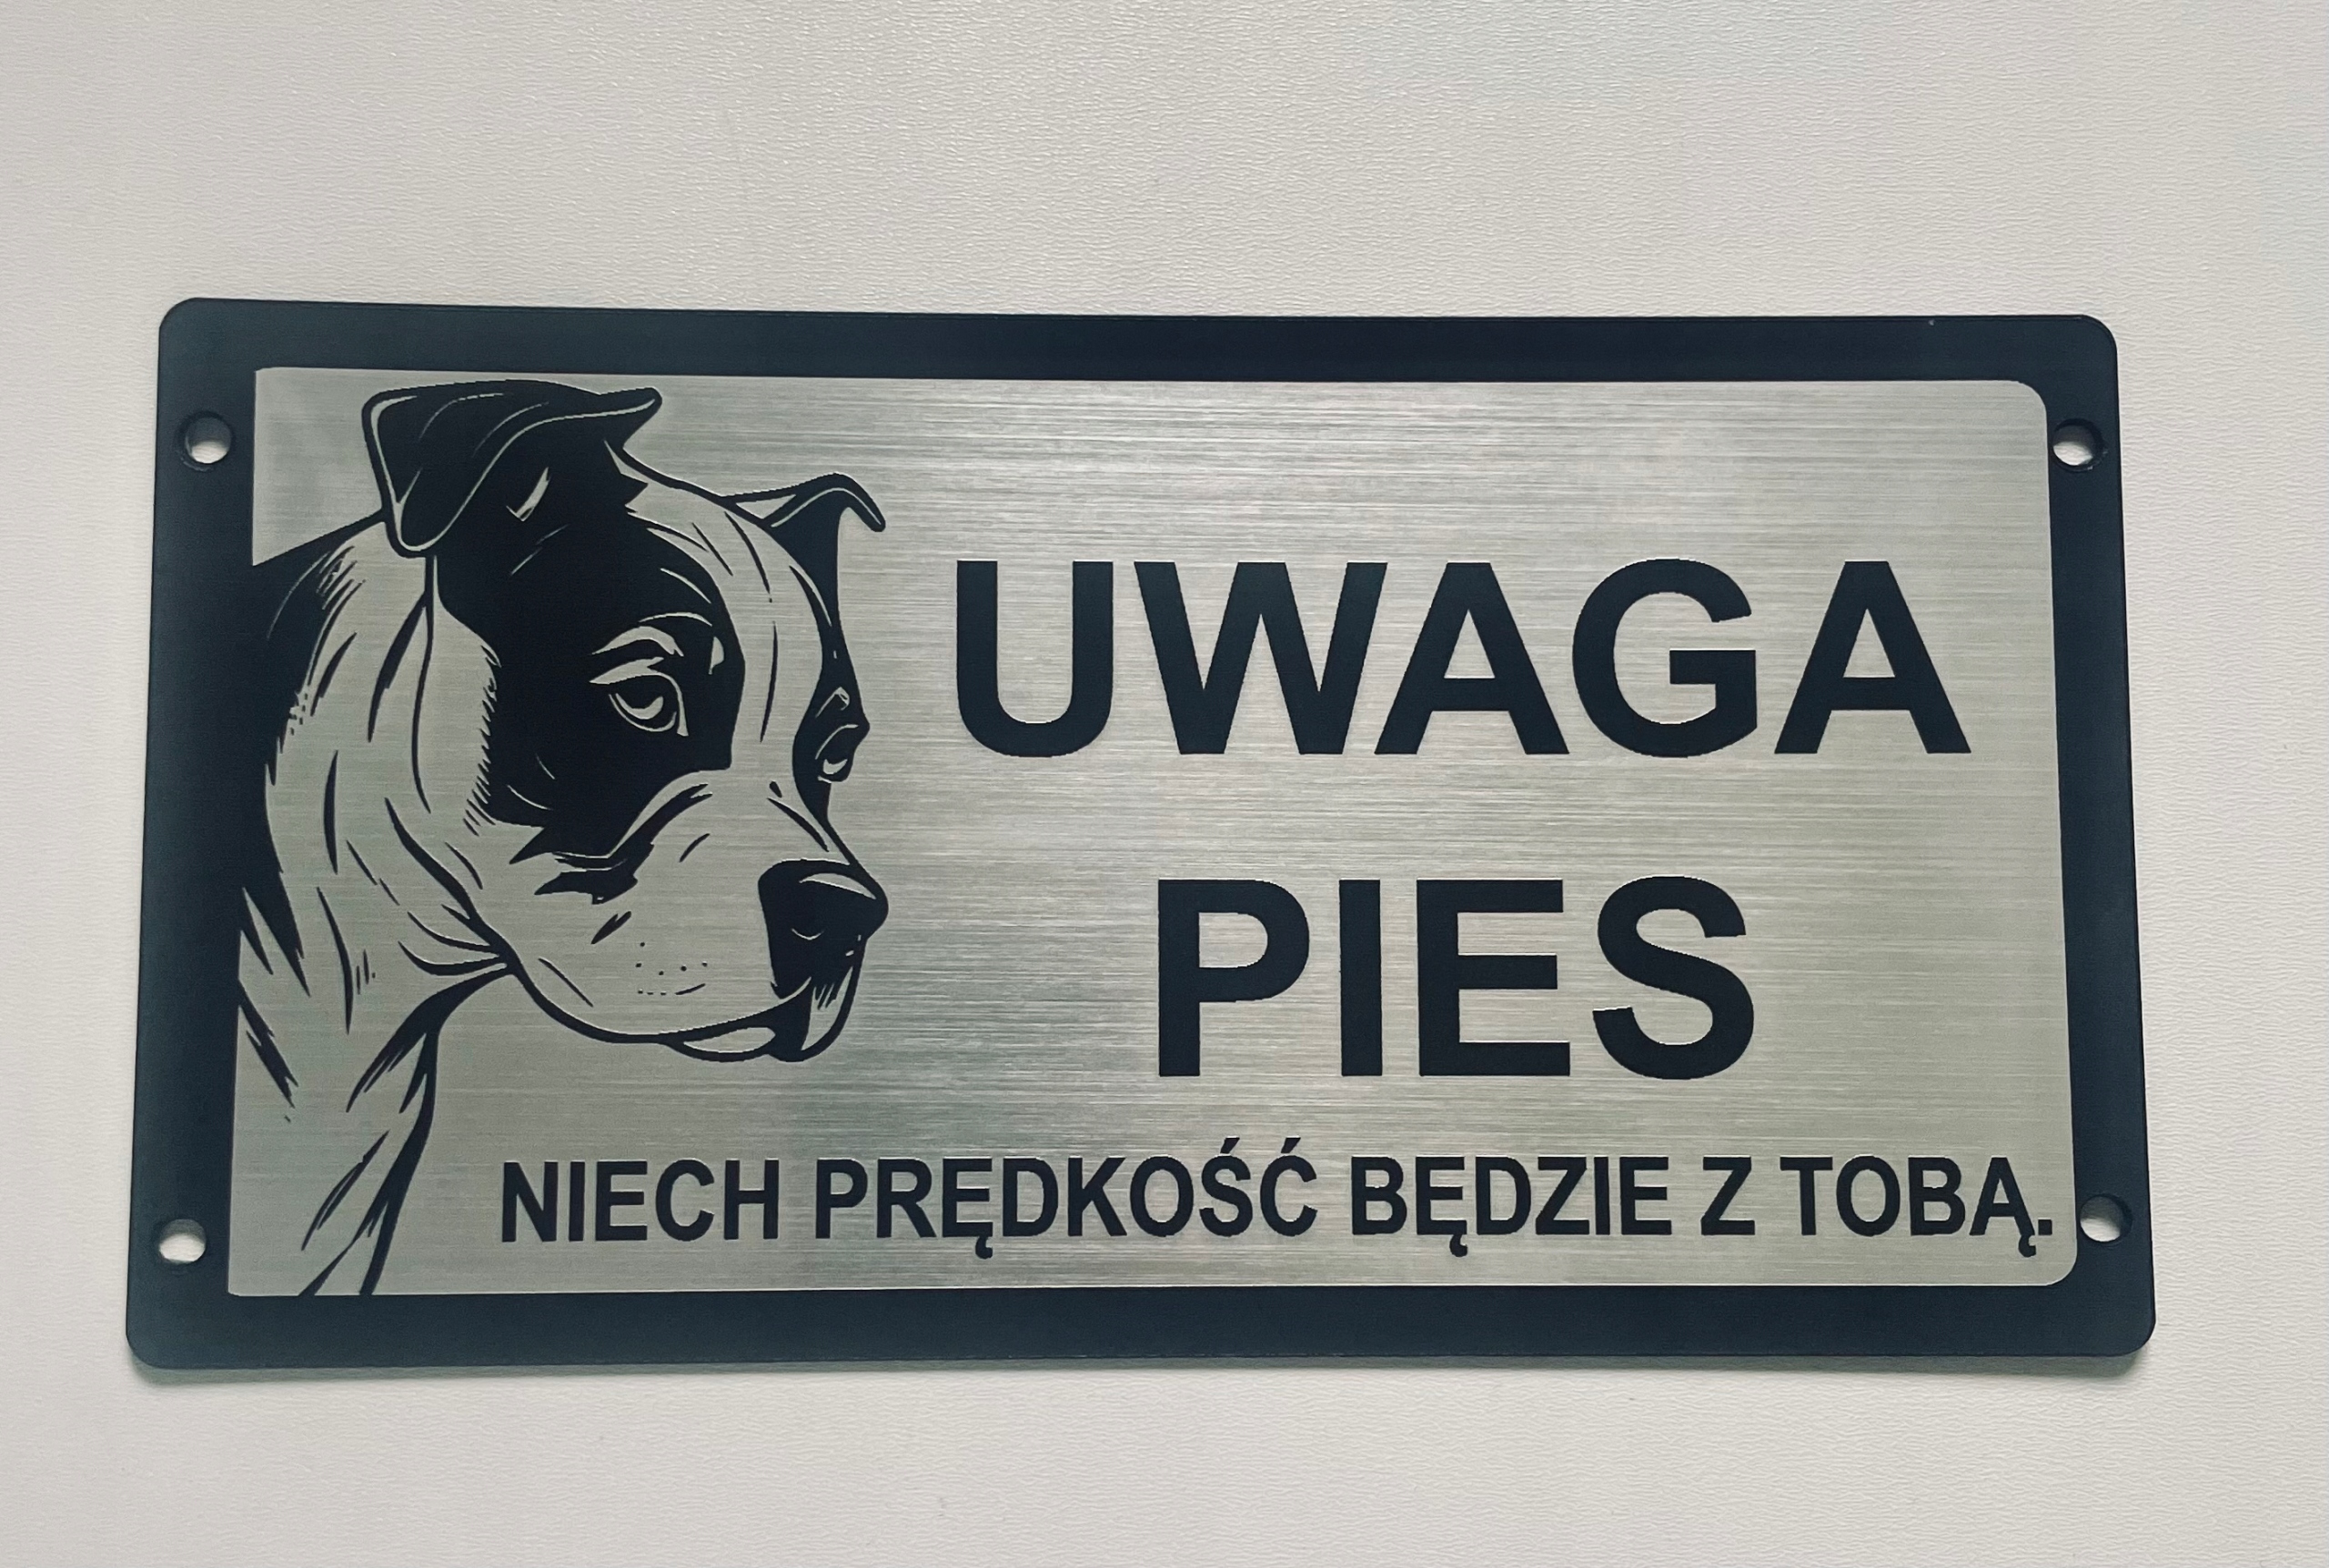 UWAGA
PIES
NIECH PRĘDKOŚĆ BĘDZIE Z TOBĄ.